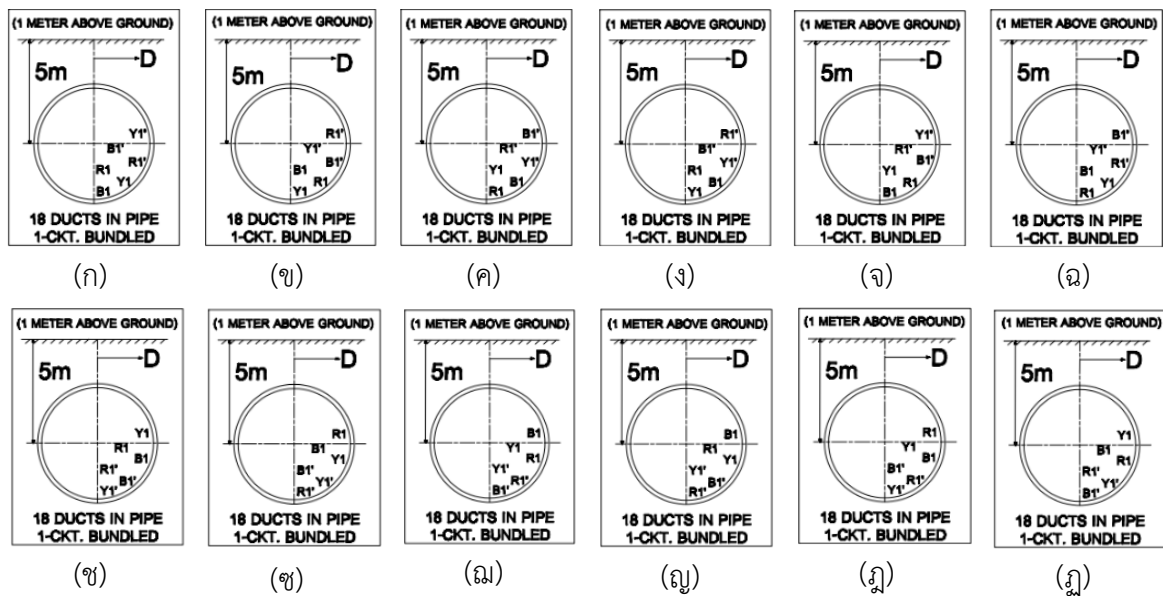 (1 METER ABOVE GROUND) (1 METER ABOVE GROUND) (1 METER ABOVE GROUND) (1 METER ABOVE GROUND) (1 METER ABOVE GROUND) (1 METER ABOVE GROUND)
D D D D D D
5m 5m 5m 5m 5m 5m
Y1' R1' B1' R1' Y1' B1'
B1' Y1' R1' B1' R1' Y1'
R1' B1' Y1' Y1' B1' R1'
R1 B1 Y1 R1 Y1 B1
Y1 R1 B1 B1 R1 Y1
B1 Y1 R1 Y1 B1 R1
18 DUCTS IN PIPE 18 DUCTS IN PIPE 18 DUCTS IN PIPE 18 DUCTS IN PIPE 18 DUCTS IN PIPE 18 DUCTS IN PIPE
1-CKT. BUNDLED 1-CKT. BUNDLED 1-CKT. BUNDLED 1-CKT. BUNDLED 1-CKT. BUNDLED 1-CKT. BUNDLED
(ก) (ข) (ค) (ง) (จ) (ฉ)
(1 METER ABOVE GROUND) (1 METER ABOVE GROUND) (1 METER ABOVE GROUND) (1 METER ABOVE GROUND) (1 METER ABOVE GROUND) (1 METER ABOVE GROUND)
D D D D D D
5m 5m 5m 5m 5m 5m
Y1 R1 B1 B1 R1 Y1
R1 B1 Y1 R1 Y1 B1
B1 Y1 R1 Y1 B1 R1
R1' B1' Y1' Y1' B1' R1'
B1' Y1' R1' B1' R1' Y1'
Y1' R1' B1' R1' Y1' B1'
18 DUCTS IN PIPE 18 DUCTS IN PIPE 18 DUCTS IN PIPE 18 DUCTS IN PIPE 18 DUCTS IN PIPE 18 DUCTS IN PIPE
1-CKT. BUNDLED 1-CKT. BUNDLED 1-CKT. BUNDLED 1-CKT. BUNDLED 1-CKT. BUNDLED 1-CKT. BUNDLED
(ช) (ซ) (ฌ) (ญ) (ฎ) (ฏ)